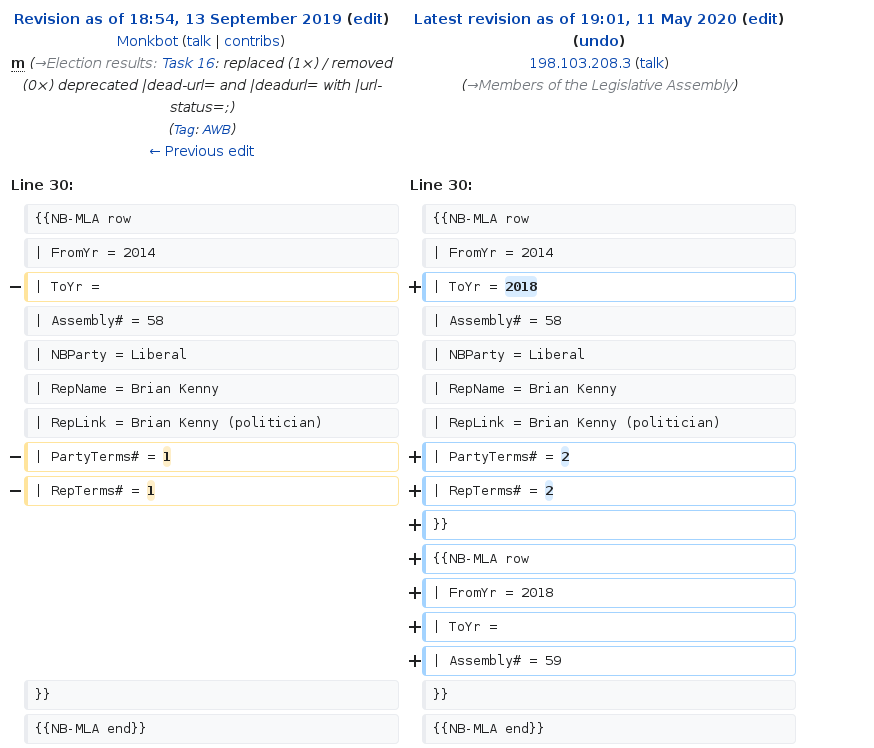 Revision as of 18:54, 13 September 2019 (edit)
Monkbot (talk | contribs)
m (→Election results: Task 16: replaced (1×) / removed
(0×) deprecated |dead-url= and |deadurl= with |url-
status=;)
(Tag: AWB)
← Previous edit
Latest revision as of 19:01, 11 May 2020 (edit)
(undo)
198.103.208.3 (talk)
(→Members of the Legislative Assembly)
Line 30:
{{NB-MLA row
| FromYr = 2014
− | ToYr =
| Assembly# = 58
| NBParty = Liberal
| RepName = Brian Kenny
| RepLink = Brian Kenny (politician)
− | PartyTerms# = 1
− | RepTerms# = 1
}}
{{NB-MLA end}}
Line 30:
{{NB-MLA row
| FromYr = 2014
+ | ToYr = 2018
| Assembly# = 58
| NBParty = Liberal
| RepName = Brian Kenny
| RepLink = Brian Kenny (politician)
+ | PartyTerms# = 2
+ | RepTerms# = 2
+ }}
+ {{NB-MLA row
+ | FromYr = 2018
+ | ToYr =
+ | Assembly# = 59
}}
{{NB-MLA end}}